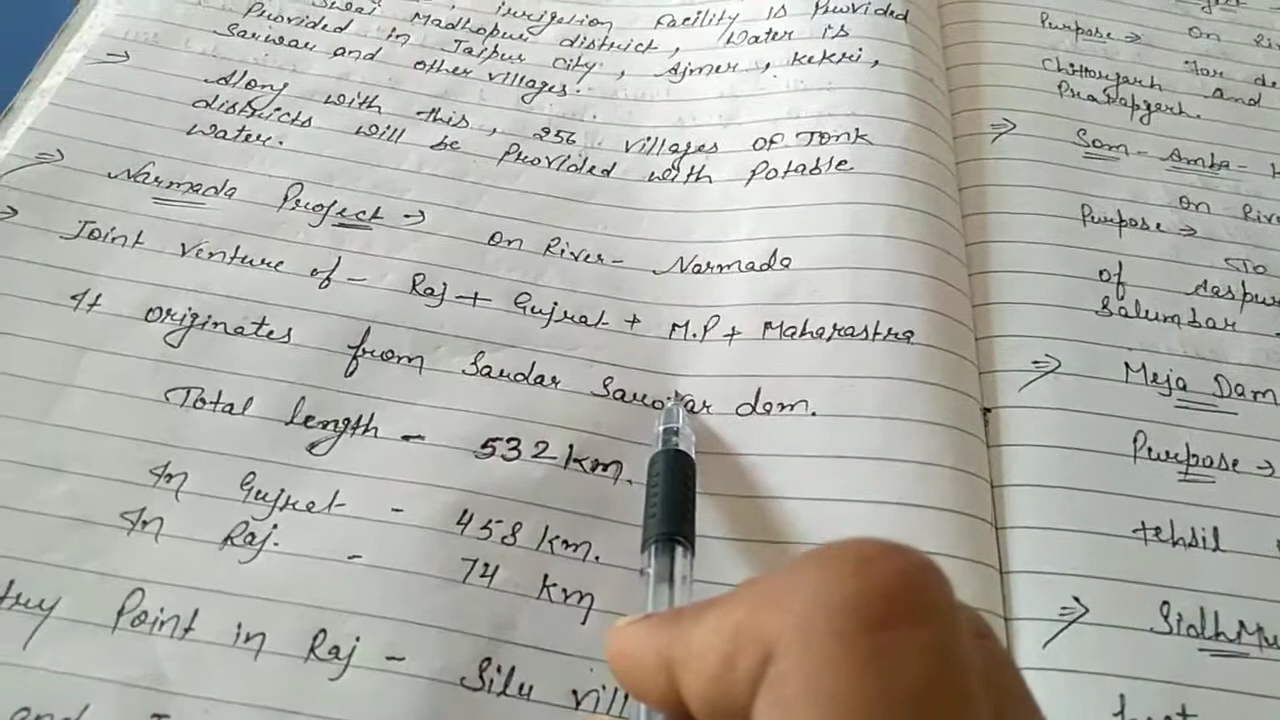 irrigation Facility is Provided
Madhopur district, Water is
Provided in Jaipur City, Ajmer, Kekri,
Sarwar and other villages.
⇒ Along with this, 256 villages of Tonk
districts will be Provided with Potable
water.
⇒ Narmada Project → On River- Narmada
Joint Venture of - Raj + Gujrat + M.P + Maharastra
It originates from Sardar Sarovar dam.
Total length - 532 km.
In Gujrat - 458 km.
In Raj. - 74 km
Point in Raj - Silu
Purpose ⇒ On
Chittorgarh and
Pratapgarh.
⇒ Som - Amba -
On River
Purpose ⇒ To
of
Salumbar
⇒ Meja Dam
Purpose →
tehsil
⇒